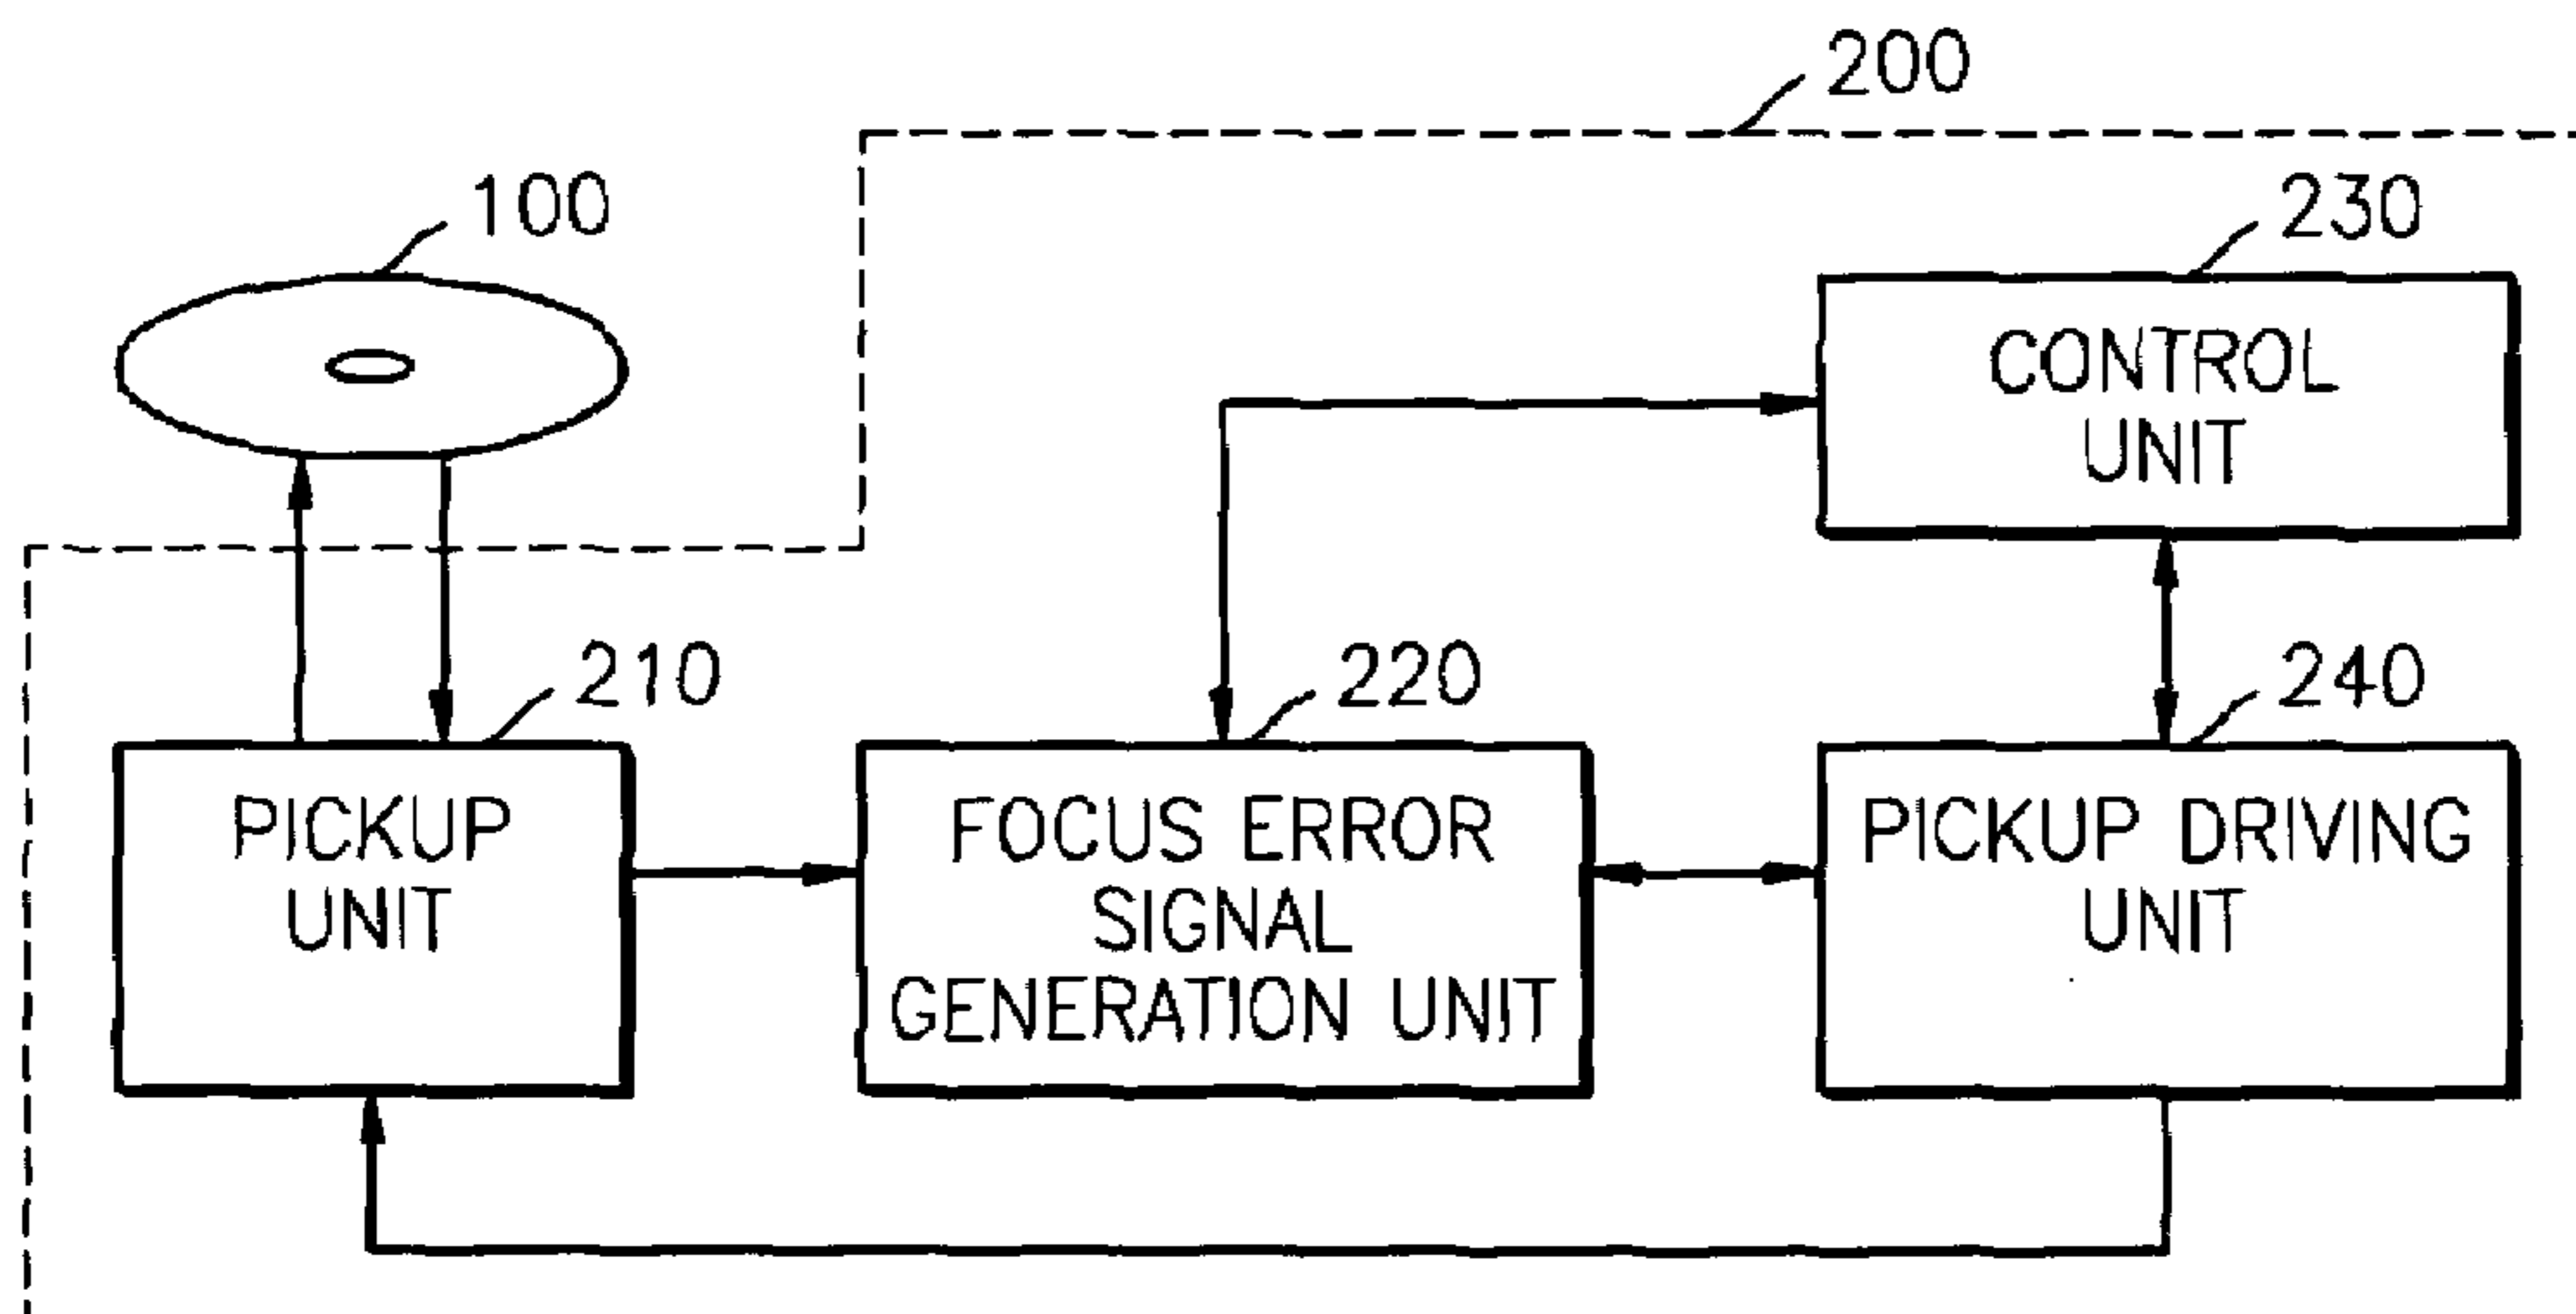 200
100
230
CONTROL
UNIT
210
220
240
PICKUP
UNIT
FOCUS ERROR
SIGNAL
GENERATION UNIT
PICKUP DRIVING
UNIT